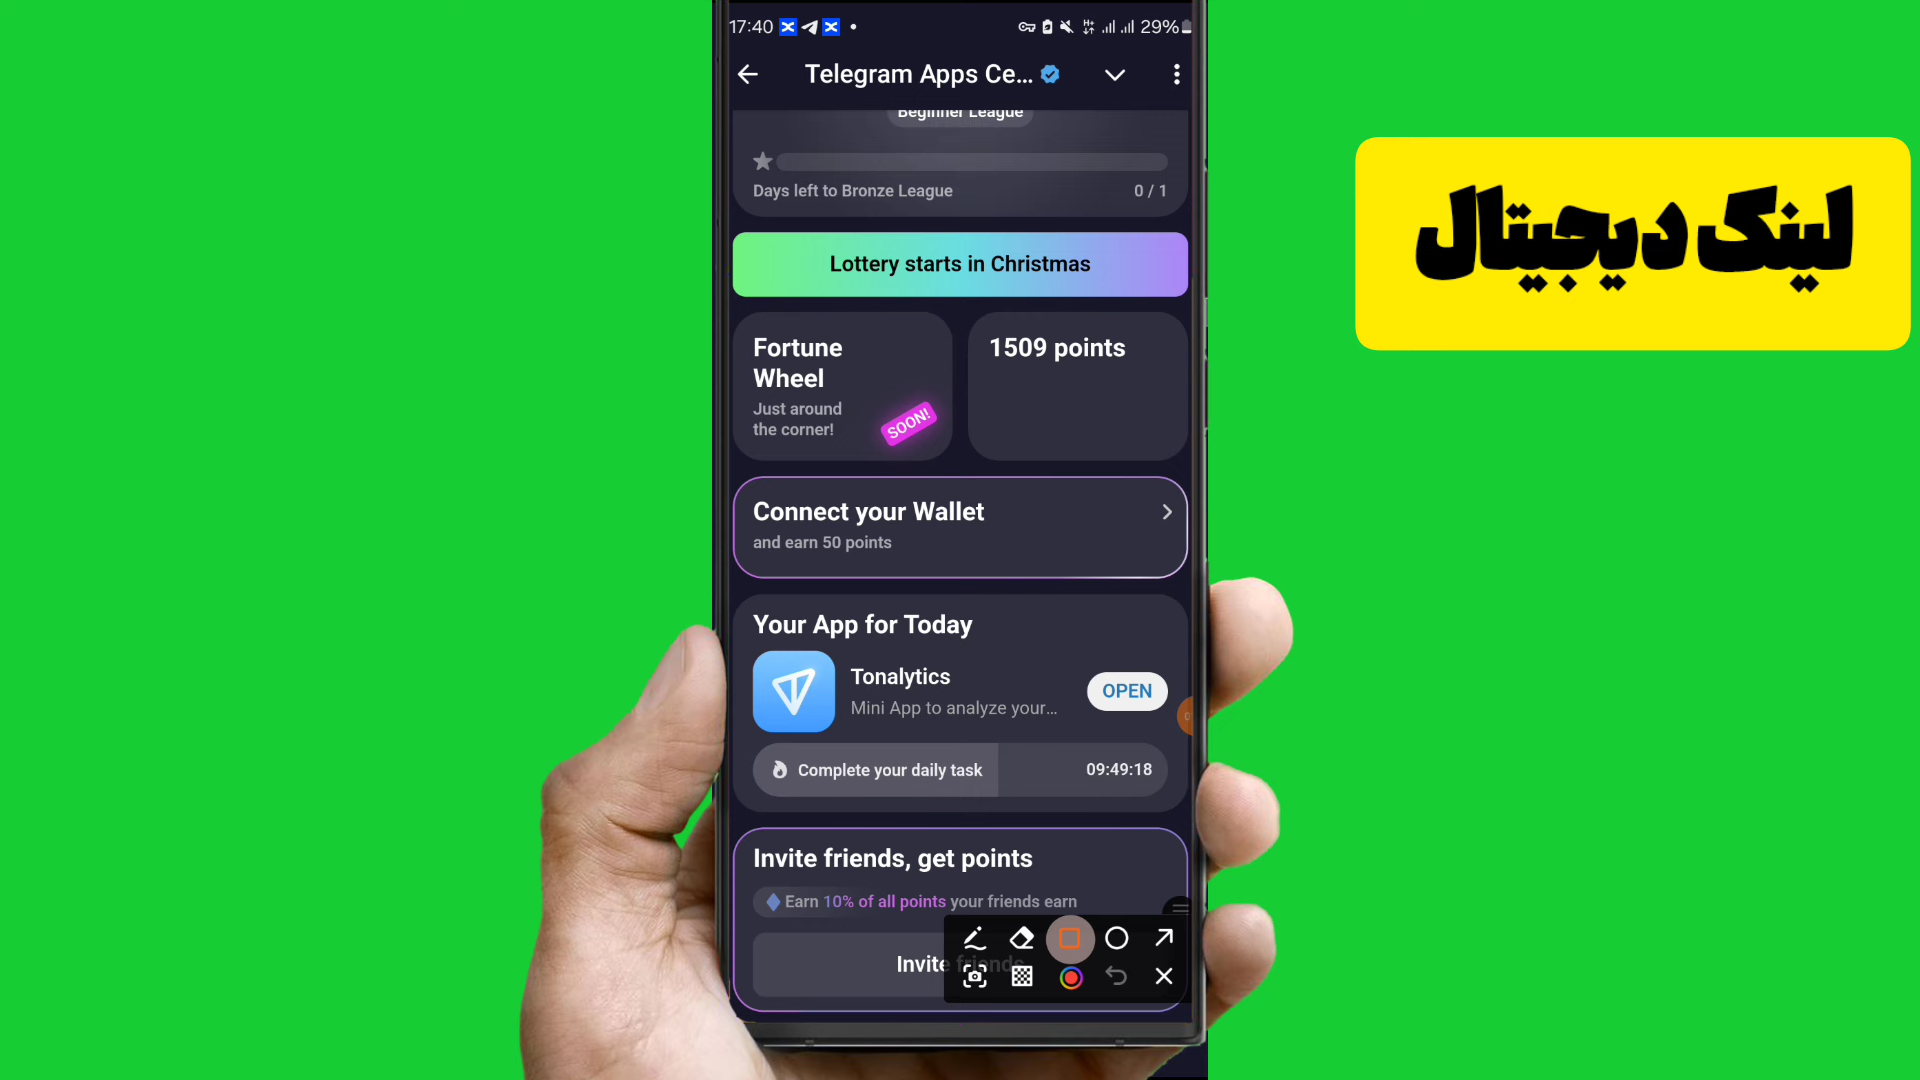 17:40
29%
Telegram Apps Ce...
Beginner League
Days left to Bronze League
0 / 1
Lottery starts in Christmas
Fortune
Wheel
Just around
the corner!
SOON!
1509 points
Connect your Wallet
and earn 50 points
Your App for Today
Tonalytics
Mini App to analyze your...
OPEN
Complete your daily task
09:49:18
Invite friends, get points
Earn 10% of all points your friends earn
Invite friends
لینک دیجیتال